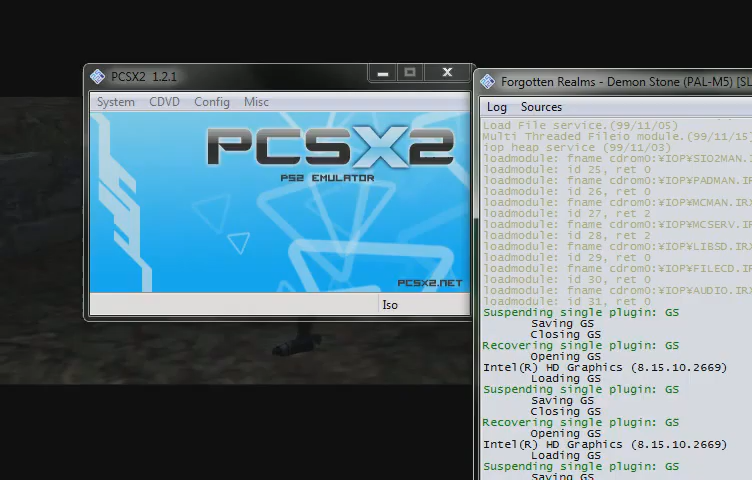 PCSX2 1.2.1
System CDVD Config Misc
PCSX2
PS2 EMULATOR
PCSX2.NET
Iso
Forgotten Realms - Demon Stone (PAL-M5) [SL
Log Sources
Load File service.(99/11/05)
Multi Threaded Fileio module.(99/11/15)
iop heap service (99/11/03)
loadmodule: fname cdrom0:¥IOP¥SIO2MAN.
loadmodule: id 25, ret 0
loadmodule: fname cdrom0:¥IOP¥PADMAN.I
loadmodule: id 26, ret 0
loadmodule: fname cdrom0:¥IOP¥MCMAN.IR
loadmodule: id 27, ret 2
loadmodule: fname cdrom0:¥IOP¥MCSERV.I
loadmodule: id 28, ret 2
loadmodule: fname cdrom0:¥IOP¥LIBSD.IR
loadmodule: id 29, ret 0
loadmodule: fname cdrom0:¥IOP¥FILECD.I
loadmodule: id 30, ret 0
loadmodule: fname cdrom0:¥IOP¥AUDIO.IR
loadmodule: id 31, ret 0
Suspending single plugin: GS
Saving GS
Closing GS
Recovering single plugin: GS
Opening GS
Intel(R) HD Graphics (8.15.10.2669)
Loading GS
Suspending single plugin: GS
Saving GS
Closing GS
Recovering single plugin: GS
Opening GS
Intel(R) HD Graphics (8.15.10.2669)
Loading GS
Suspending single plugin: GS
Saving GS